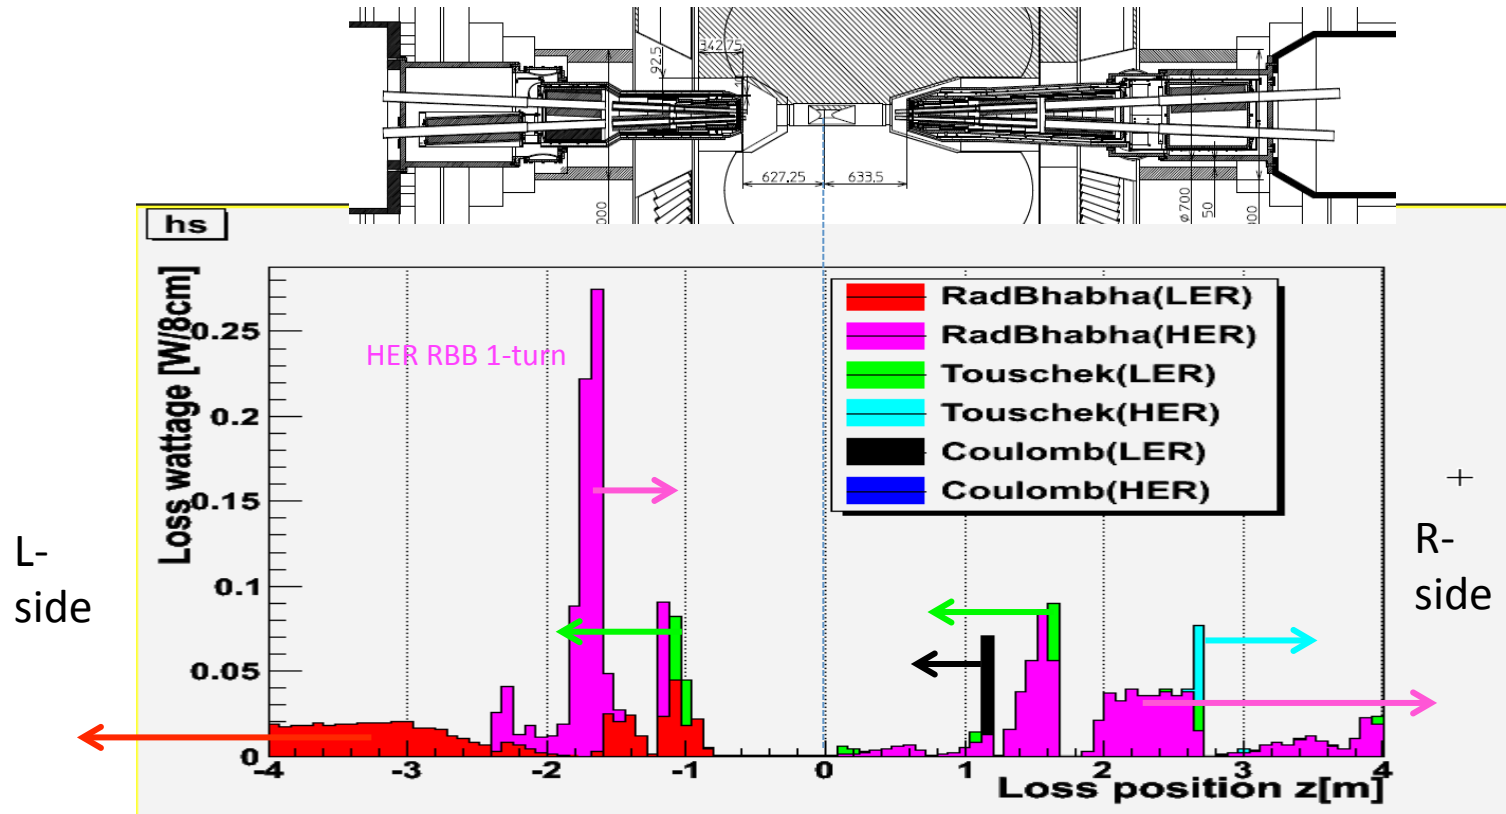 342.75
92.5
627.25
633.5
000
ø700
50
000
hs
Loss wattage [W/8cm]
0.25
0.2
0.15
0.1
0.05
0
HER RBB 1-turn
RadBhabha(LER)
RadBhabha(HER)
Touschek(LER)
Touschek(HER)
Coulomb(LER)
Coulomb(HER)
L-
side
+
R-
side
-4 -3 -2 -1 0 1 2 3 4
Loss position z[m]